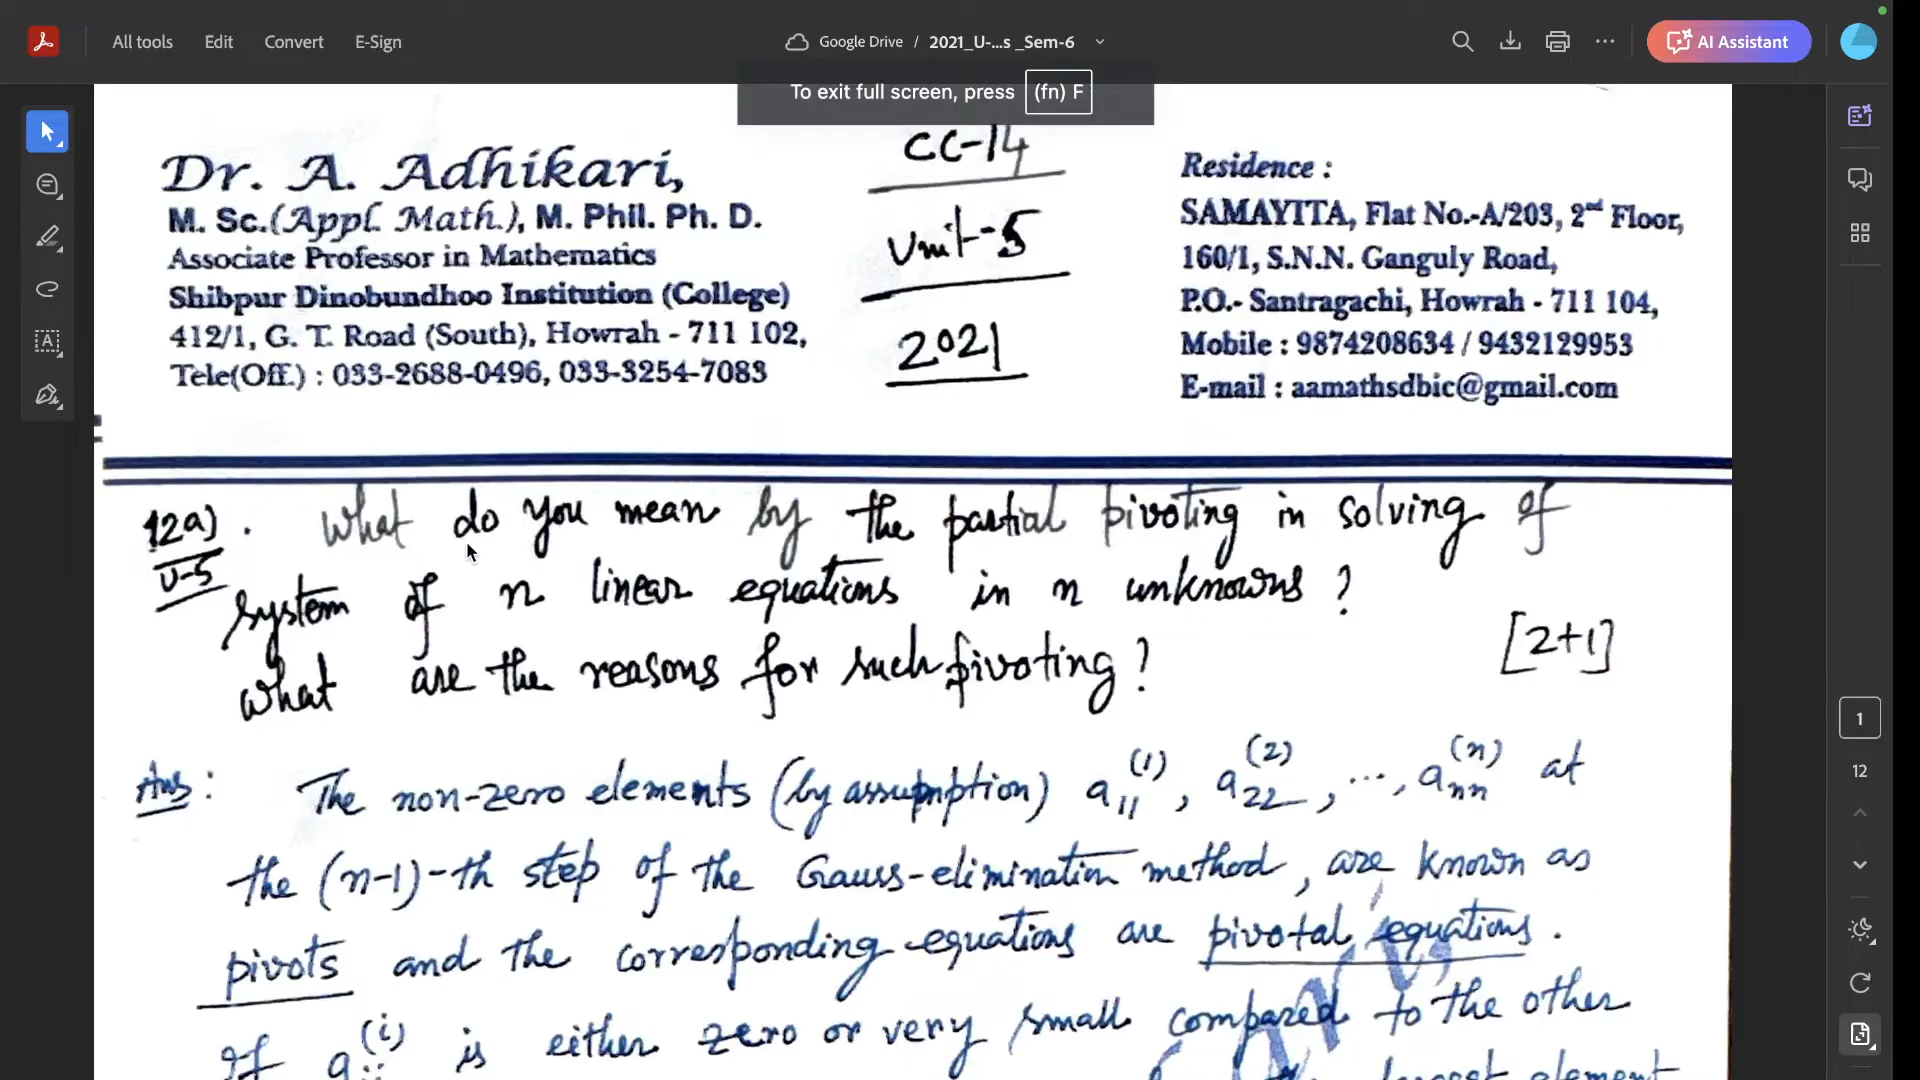 All tools Edit Convert E-Sign Google Drive / 2021_U-...s _Sem-6 AI Assistant
To exit full screen, press (fn) F
Dr. A. Adhikari,
M. Sc.(Appl. Math.), M. Phil. Ph. D.
Associate Professor in Mathematics
Shibpur Dinobundhoo Institution (College)
412/1, G. T. Road (South), Howrah - 711 102,
Tele(Off.) : 033-2688-0496, 033-3254-7083
CC-14
Unit-5
2021
Residence :
SAMAYITA, Flat No.-A/203, 2nd Floor,
160/1, S.N.N. Ganguly Road,
P.O.- Santragachi, Howrah - 711 104,
Mobile : 9874208634 / 9432129953
E-mail : aamathsdbic@gmail.com
12a). What do you mean by the partial pivoting in solving of
U-5
system of n linear equations in n unknowns?
what are the reasons for such pivoting? [2+1]
Ans: The non-zero elements (by assumption) a₁₁⁽¹⁾, a₂₂⁽²⁾, ..., aₙₙ⁽ⁿ⁾ at
the (n-1)-th step of the Gauss-elimination method, are known as
pivots and the corresponding equations are pivotal equations.
If aᵢᵢ⁽ⁱ⁾ is either zero or very small compared to the other
largest element
1
12